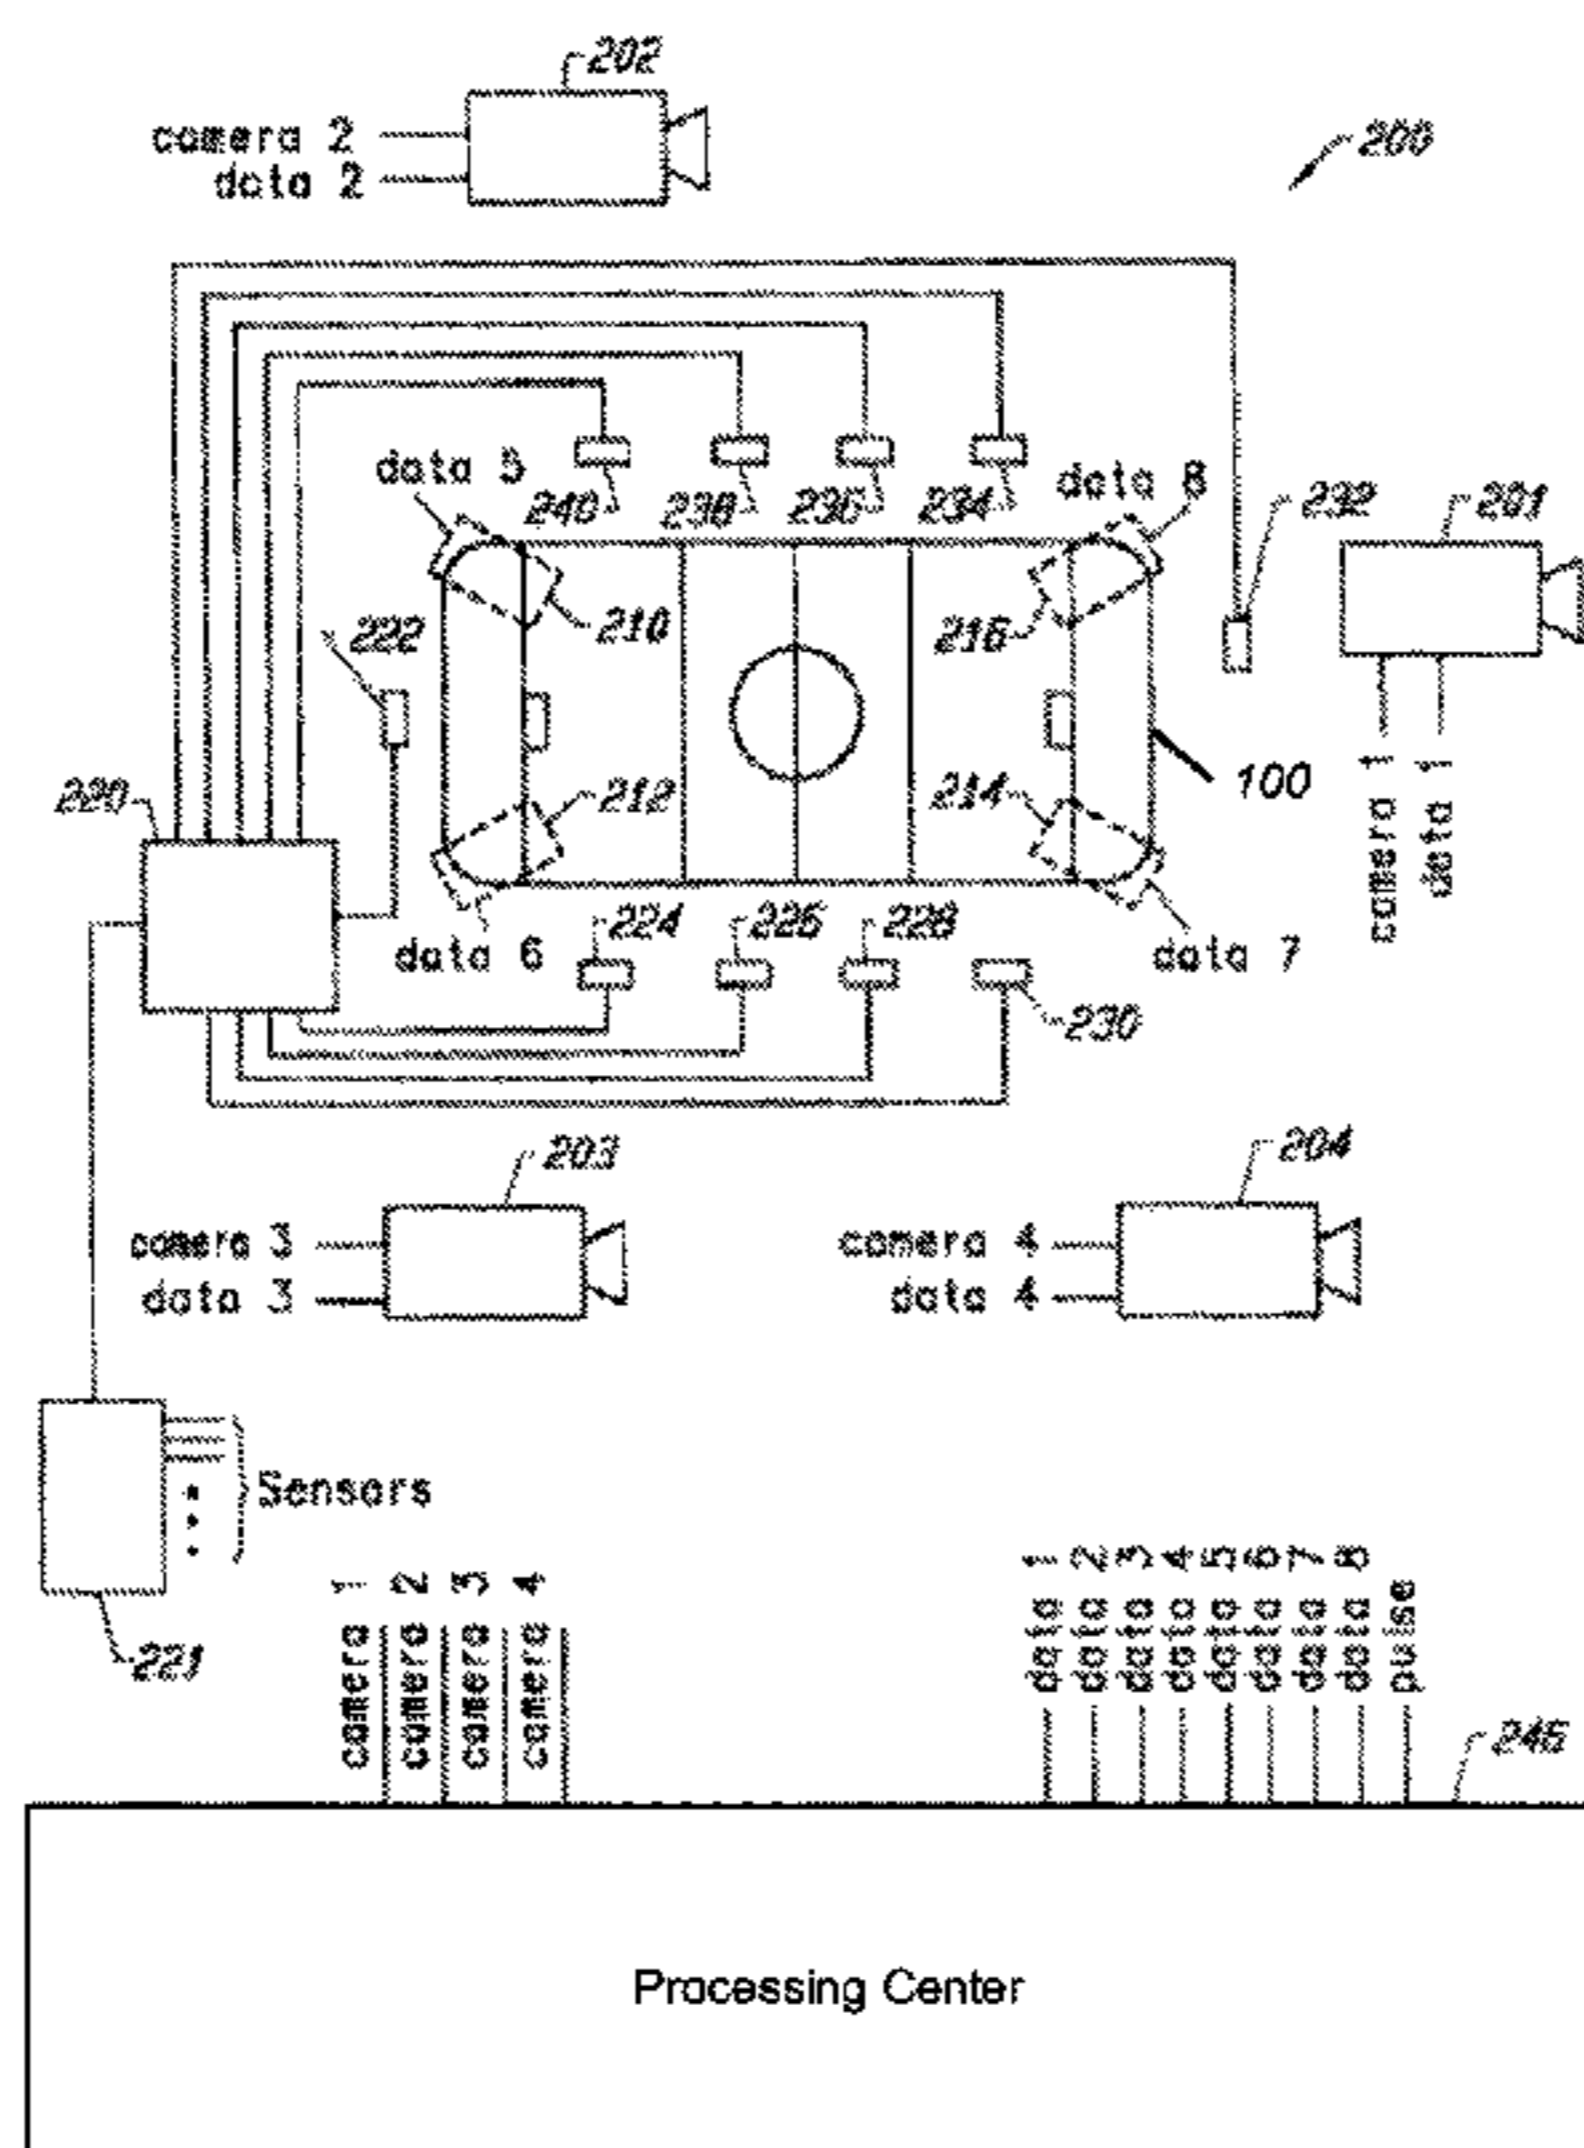 202
camera 2
data 2
200
data 5
240
238
236
234
data 8
232
201
210
216
222
100
220
212
214
camera 1
data 1
224
226
228
data 6
data 7
230
203
204
camera 3
data 3
camera 4
data 4
Sensors
221
camera 1
camera 2
camera 3
camera 4
data 1
data 2
data 3
data 4
data 5
data 6
data 7
data 8
pulse
246
Processing Center